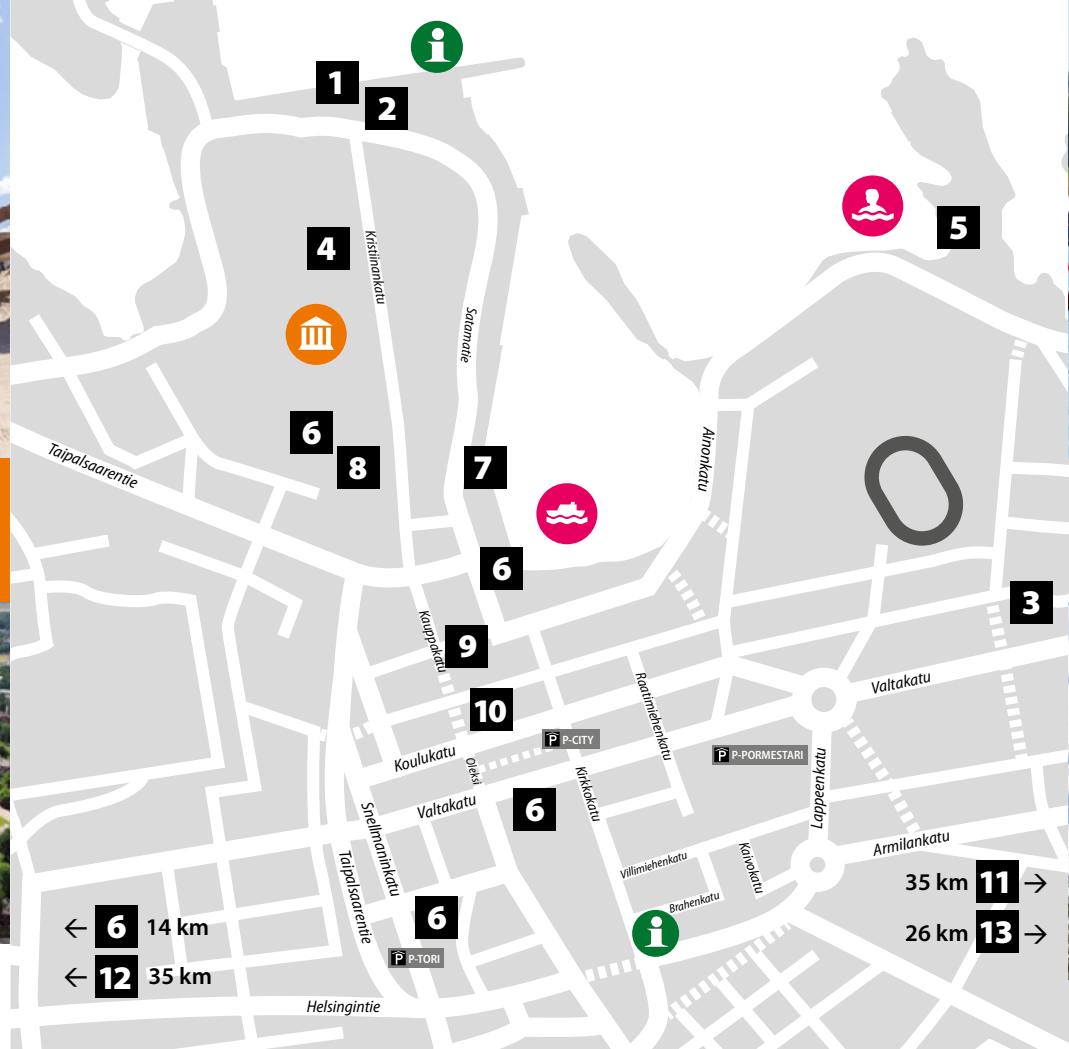 1
2
4
Kristiinankatu
5
Satamatie
6
8
7
Taipalsaarentie
Ainonkatu
6
3
Kauppakatu
9
10
Raatimiehenkatu
Valtakatu
P P-CITY
P P-PORMESTARI
Koulukatu
Oleksi
Kirkkokatu
Lappeenkatu
Valtakatu
6
Snellmaninkatu
Taipalsaarentie
Villimiehenkatu
Kaivokatu
Armilankatu
Brahenkatu
35 km 11 →
26 km 13 →
← 6 14 km
← 12 35 km
6
P P-TORI
Helsingintie